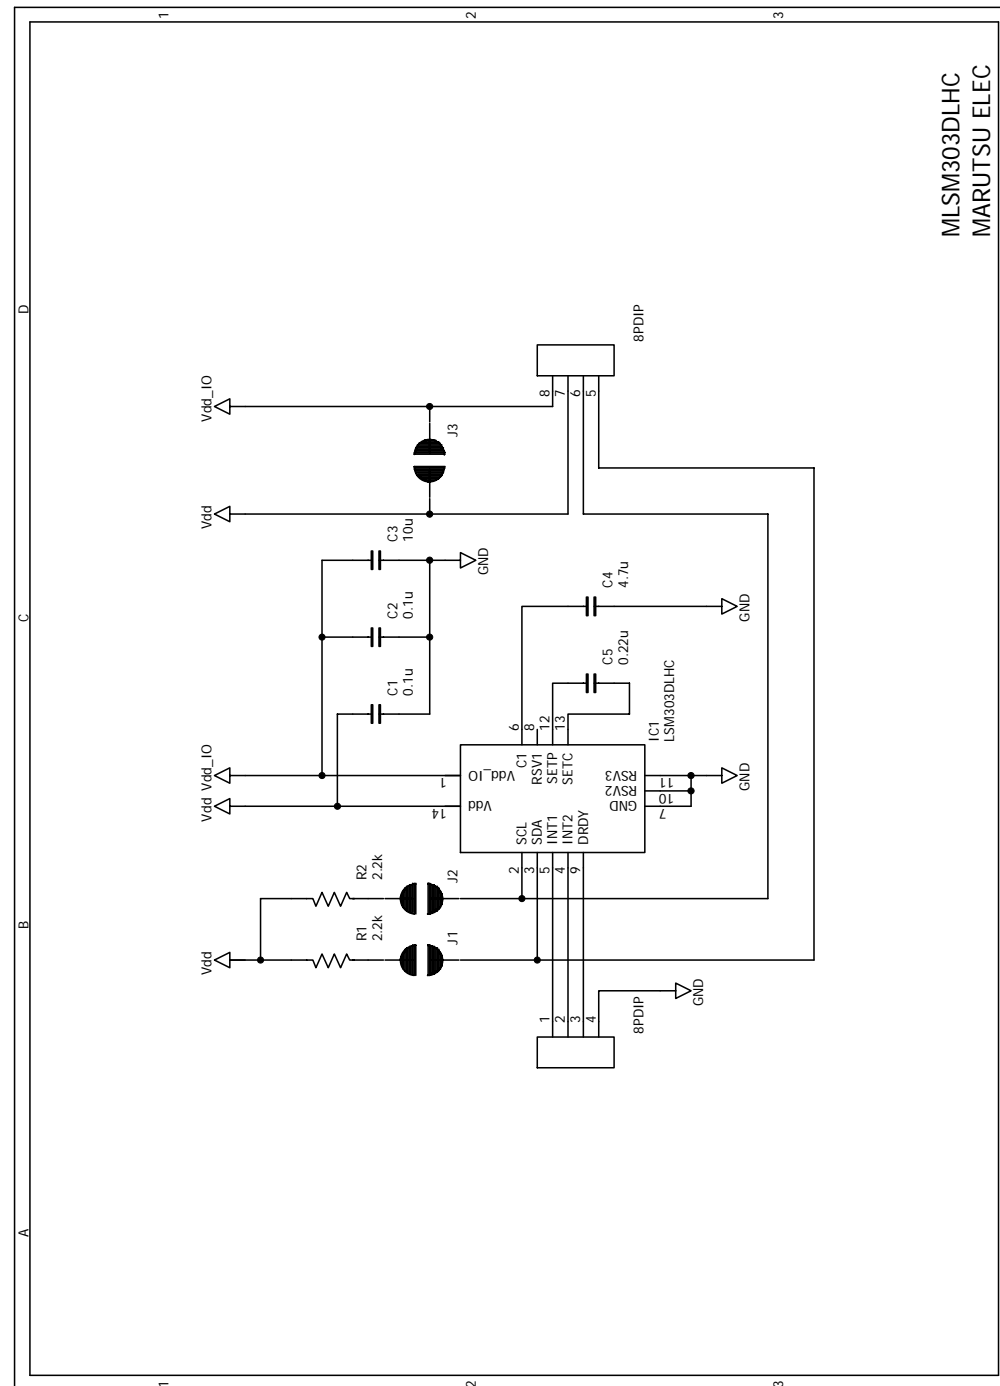 1
2
3
A
B
C
D
1
2
3
MLSM303DLHC
MARUTSU ELEC
Vdd
R1
2.2k
R2
2.2k
J1
J2
Vdd
Vdd_IO
C1
0.1u
C2
0.1u
C3
10u
GND
Vdd
Vdd_IO
J3
14
1
Vdd
Vdd_IO
2
3
5
4
9
SCL
SDA
INT1
INT2
DRDY
C1
RSV1
SETP
SETC
6
8
12
13
GND
RSV2
RSV3
7
10
11
IC1
LSM303DLHC
GND
C5
0.22u
C4
4.7u
GND
1
2
3
4
8PDIP
GND
8
7
6
5
8PDIP